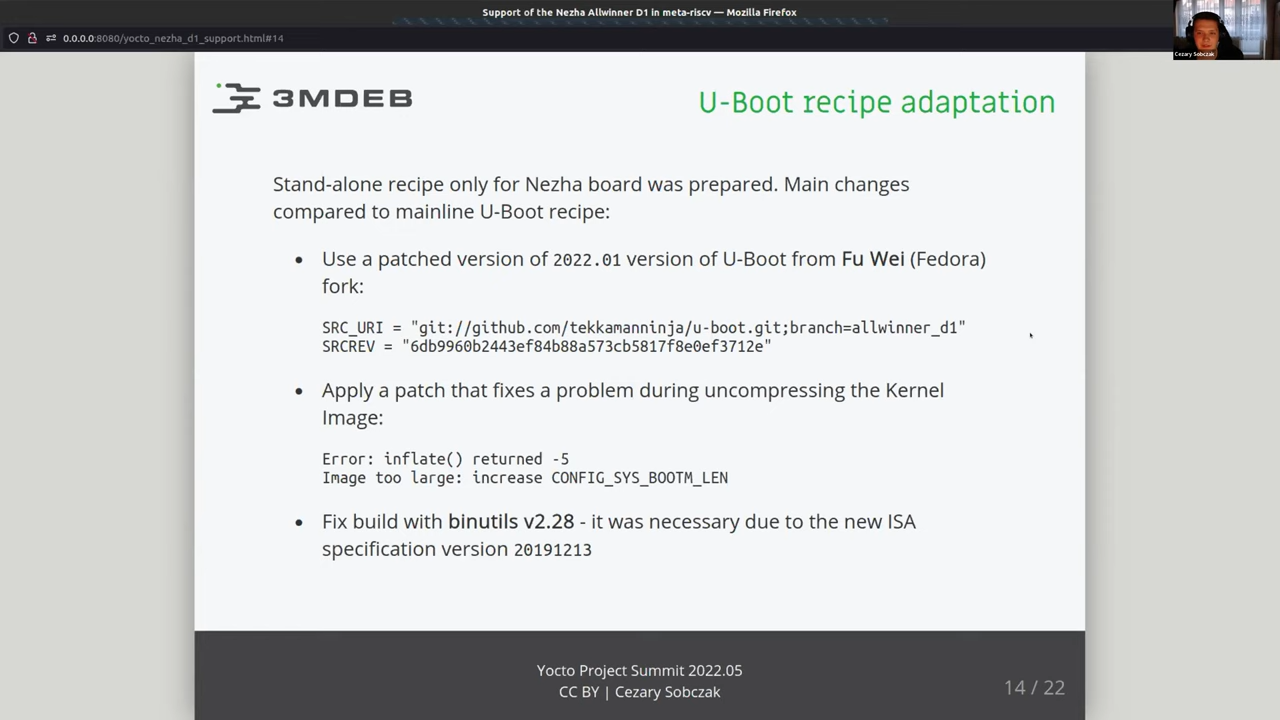 Support of the Nezha Allwinner D1 in meta-riscv — Mozilla Firefox
0.0.0.0:8080/yocto_nezha_d1_support.html#14
Cezary Sobczak
3MDEB
U-Boot recipe adaptation
Stand-alone recipe only for Nezha board was prepared. Main changes
compared to mainline U-Boot recipe:
• Use a patched version of 2022.01 version of U-Boot from Fu Wei (Fedora)
fork:
SRC_URI = "git://github.com/tekkamanninja/u-boot.git;branch=allwinner_d1"
SRCREV = "6db9960b2443ef84b88a573cb5817f8e0ef3712e"
• Apply a patch that fixes a problem during uncompressing the Kernel
Image:
Error: inflate() returned -5
Image too large: increase CONFIG_SYS_BOOTM_LEN
• Fix build with binutils v2.28 - it was necessary due to the new ISA
specification version 20191213
Yocto Project Summit 2022.05
CC BY | Cezary Sobczak
14 / 22